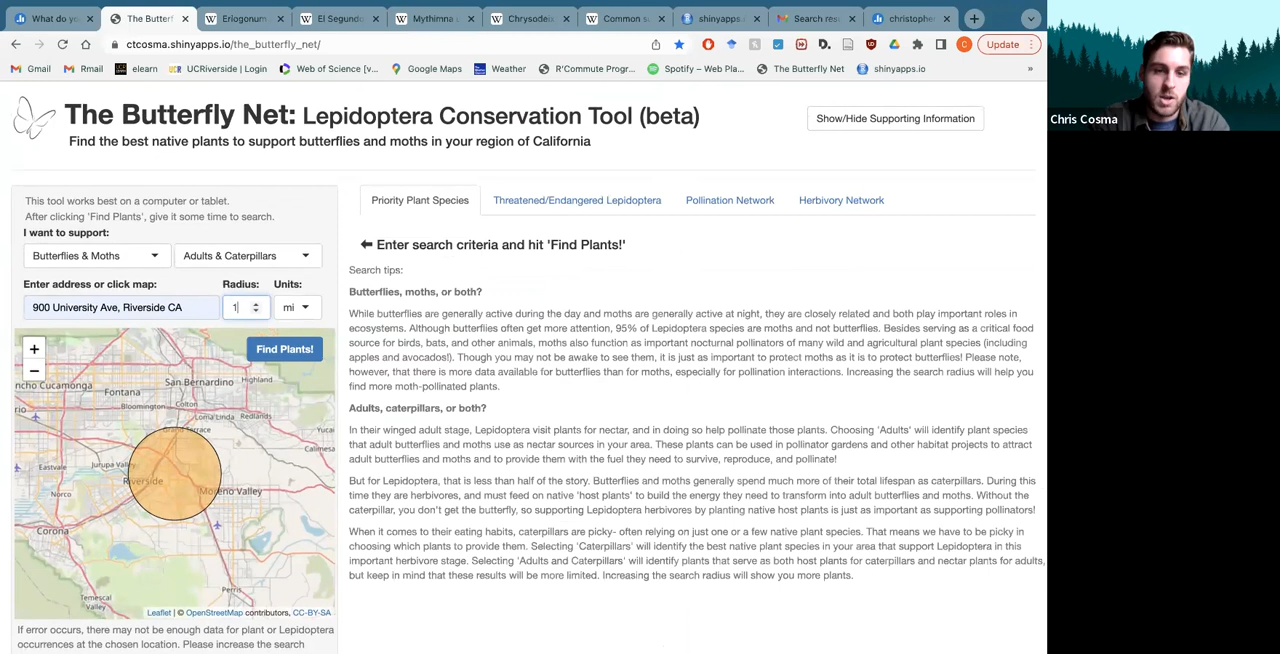 What do y
The Butterf
Eriogonum
El Segundo
Mythimna s
Chrysodeix
Common s
shinyapps.
Search res
christophe
ctcosma.shinyapps.io/the_butterfly_net/
Update
Gmail
Rmail
elearn
UCRiverside | Login
Web of Science [v...
Google Maps
Weather
R'Commute Progr...
Spotify – Web Pla...
The Butterfly Net
shinyapps.io
»
The Butterfly Net: Lepidoptera Conservation Tool (beta)
Find the best native plants to support butterflies and moths in your region of California
Show/Hide Supporting Information
Chris Cosma
This tool works best on a computer or tablet.
After clicking 'Find Plants', give it some time to search.
I want to support:
Butterflies & Moths
Adults & Caterpillars
Enter address or click map:
Radius:
Units:
900 University Ave, Riverside CA
1
mi
+
−
Find Plants!
ncho Cucamonga
Fontana
San Bernardino
Highland
Bloomington
Colton
rio
Loma Linda
Redlands
Yucai
Grand Terrace
Calimesa
Eastvale
Jurupa Valley
Riverside
Norco
Moreno Valley
Corona
Perris
Temescal
Valley
Leaflet | © OpenStreetMap contributors, CC-BY-SA
If error occurs, there may not be enough data for plant or Lepidoptera
occurrences at the chosen location. Please increase the search
Priority Plant Species
Threatened/Endangered Lepidoptera
Pollination Network
Herbivory Network
Enter search criteria and hit 'Find Plants!'
Search tips:
Butterflies, moths, or both?
While butterflies are generally active during the day and moths are generally active at night, they are closely related and both play important roles in
ecosystems. Although butterflies often get more attention, 95% of Lepidoptera species are moths and not butterflies. Besides serving as a critical food
source for birds, bats, and other animals, moths also function as important nocturnal pollinators of many wild and agricultural plant species (including
apples and avocados!). Though you may not be awake to see them, it is just as important to protect moths as it is to protect butterflies! Please note,
however, that there is more data available for butterflies than for moths, especially for pollination interactions. Increasing the search radius will help you
find more moth-pollinated plants.
Adults, caterpillars, or both?
In their winged adult stage, Lepidoptera visit plants for nectar, and in doing so help pollinate those plants. Choosing 'Adults' will identify plant species
that adult butterflies and moths use as nectar sources in your area. These plants can be used in pollinator gardens and other habitat projects to attract
adult butterflies and moths and to provide them with the fuel they need to survive, reproduce, and pollinate!
But for Lepidoptera, that is less than half of the story. Butterflies and moths generally spend much more of their total lifespan as caterpillars. During this
time they are herbivores, and must feed on native 'host plants' to build the energy they need to transform into adult butterflies and moths. Without the
caterpillar, you don't get the butterfly, so supporting Lepidoptera herbivores by planting native host plants is just as important as supporting pollinators!
When it comes to their eating habits, caterpillars are picky- often relying on just one or a few native plant species. That means we have to be picky in
choosing which plants to provide them. Selecting 'Caterpillars' will identify the best native plant species in your area that support Lepidoptera in this
important herbivore stage. Selecting 'Adults and Caterpillars' will identify plants that serve as both host plants for caterpillars and nectar plants for adults,
but keep in mind that these results will be more limited. Increasing the search radius will show you more plants.